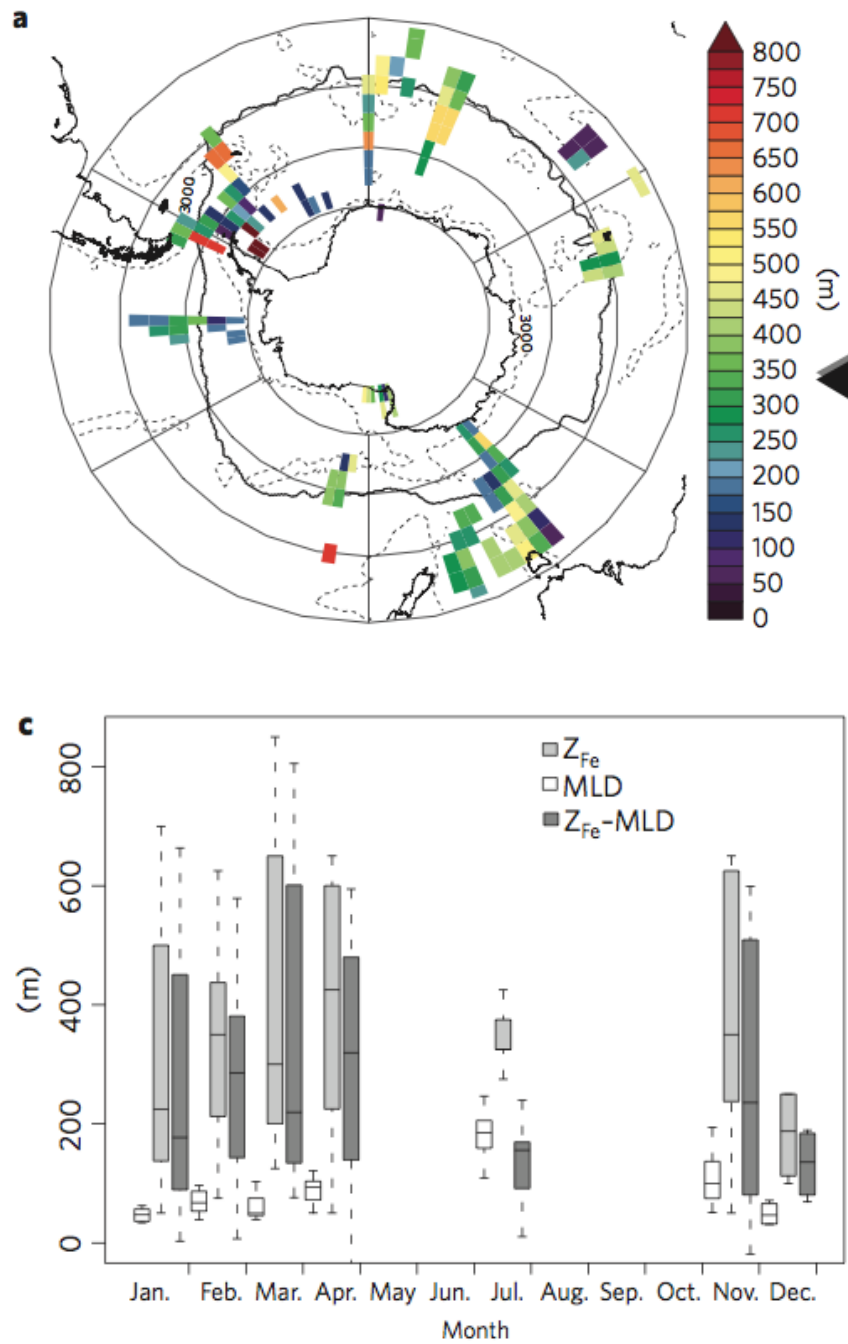 a
3000
3000
800
750
700
650
600
550
500
450
400
350
300
250
200
150
100
50
0
(m)
c
Z_Fe
MLD
Z_Fe–MLD
800
600
400
200
0
(m)
Jan. Feb. Mar. Apr. May Jun. Jul. Aug. Sep. Oct. Nov. Dec.
Month